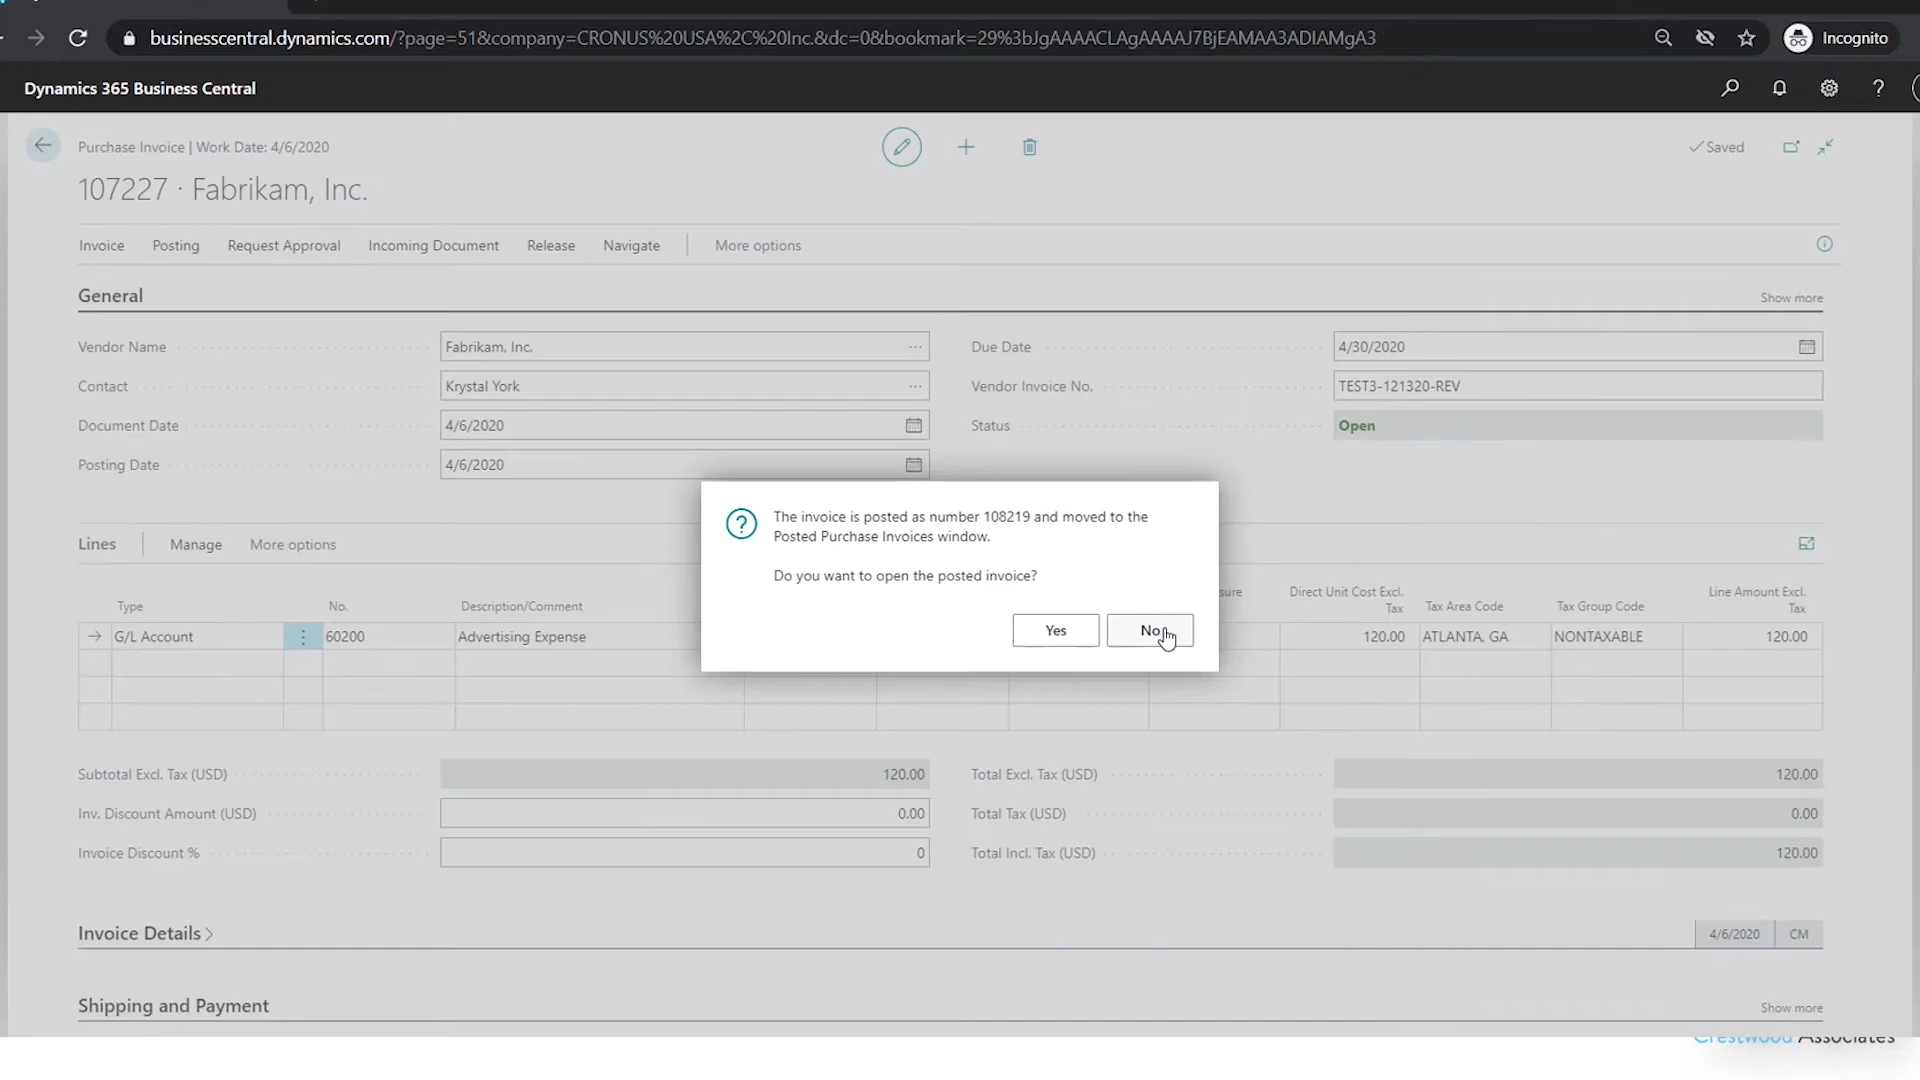 businesscentral.dynamics.com/?page=51&company=CRONUS%20USA%2C%20Inc.&dc=0&bookmark=29%3bJgAAAACLAgAAAAJ7BjEAMAA3ADIAMgA3
Incognito
Dynamics 365 Business Central
Purchase Invoice | Work Date: 4/6/2020
Saved
107227 · Fabrikam, Inc.
Invoice Posting Request Approval Incoming Document Release Navigate More options
General
Show more
Vendor Name Fabrikam, Inc. Due Date 4/30/2020
Contact Krystal York Vendor Invoice No. TEST3-121320-REV
Document Date 4/6/2020 Status Open
Posting Date 4/6/2020
The invoice is posted as number 108219 and moved to the
Posted Purchase Invoices window.
Do you want to open the posted invoice?
Yes No
Lines Manage More options
Type No. Description/Comment Direct Unit Cost Excl. Tax Tax Area Code Tax Group Code Line Amount Excl. Tax
G/L Account 60200 Advertising Expense 120.00 ATLANTA, GA NONTAXABLE 120.00
Subtotal Excl. Tax (USD) 120.00 Total Excl. Tax (USD) 120.00
Inv. Discount Amount (USD) 0.00 Total Tax (USD) 0.00
Invoice Discount % 0 Total Incl. Tax (USD) 120.00
Invoice Details 4/6/2020 CM
Shipping and Payment Show more
Crestwood Associates